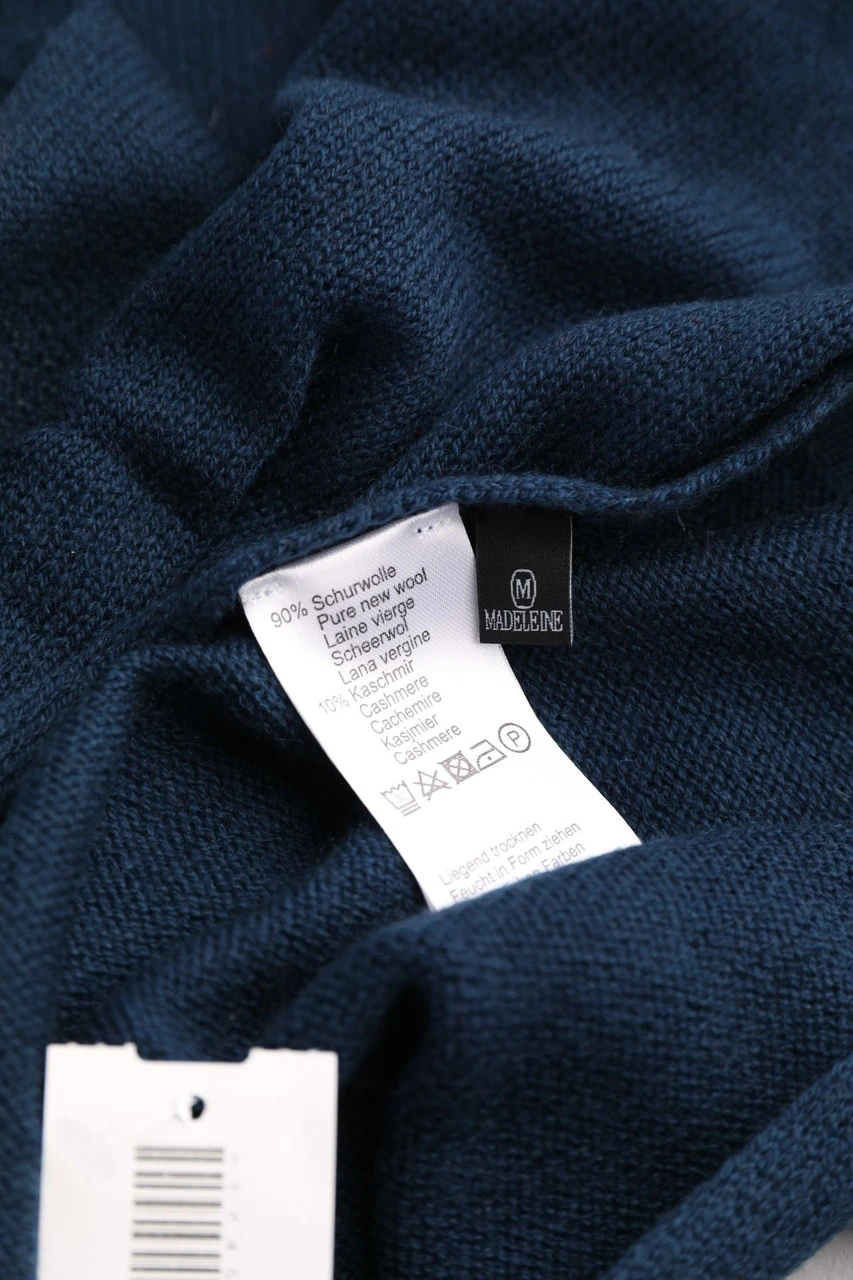 90% Schurwolle
Pure new wool
Laine vierge
Scheerwol
Lana vergine
10% Kaschmir
Cashmere
Cachemire
Kasjmier
Cashmere
P
M
MADELEINE
Liegend trocknen
Feucht in Form ziehen
Farben